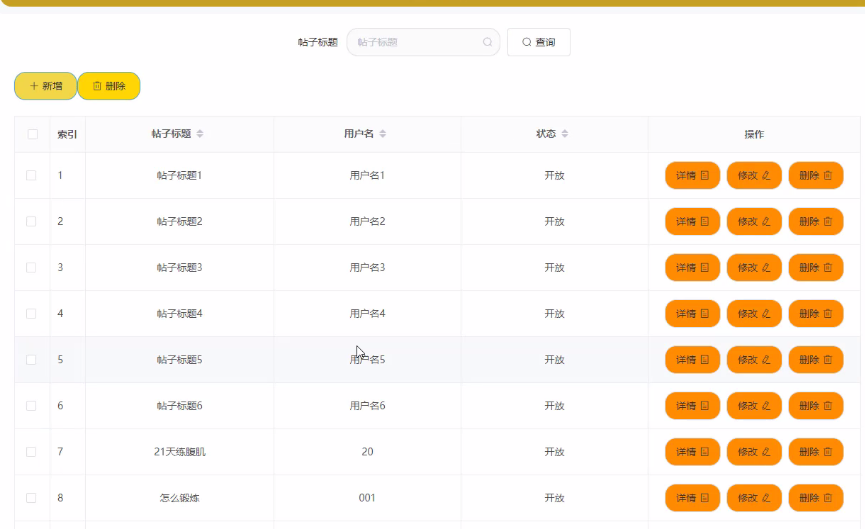 帖子标题 帖子标题 查询
新增 删除
索引 帖子标题 用户名 状态 操作
1 帖子标题1 用户名1 开放 详情 修改 删除
2 帖子标题2 用户名2 开放 详情 修改 删除
3 帖子标题3 用户名3 开放 详情 修改 删除
4 帖子标题4 用户名4 开放 详情 修改 删除
5 帖子标题5 用户名5 开放 详情 修改 删除
6 帖子标题6 用户名6 开放 详情 修改 删除
7 21天练腹肌 20 开放 详情 修改 删除
8 怎么锻炼 001 开放 详情 修改 删除